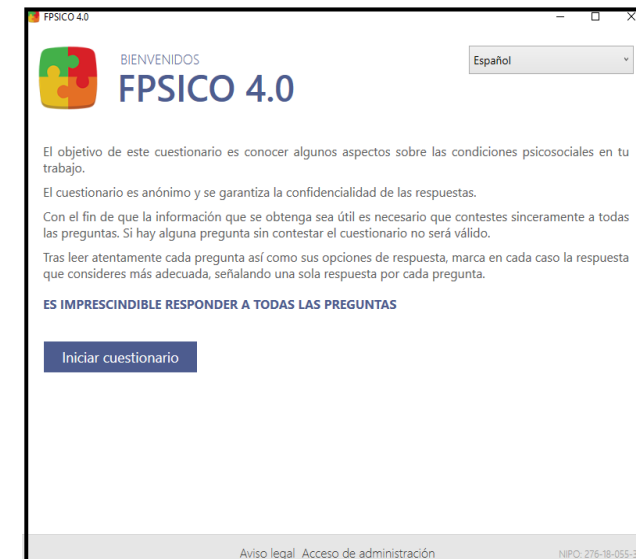 FPSICO 4.0
BIENVENIDOS
FPSICO 4.0
Español
El objetivo de este cuestionario es conocer algunos aspectos sobre las condiciones psicosociales en tu
trabajo.
El cuestionario es anónimo y se garantiza la confidencialidad de las respuestas.
Con el fin de que la información que se obtenga sea útil es necesario que contestes sinceramente a todas
las preguntas. Si hay alguna pregunta sin contestar el cuestionario no será válido.
Tras leer atentamente cada pregunta así como sus opciones de respuesta, marca en cada caso la respuesta
que consideres más adecuada, señalando una sola respuesta por cada pregunta.
ES IMPRESCINDIBLE RESPONDER A TODAS LAS PREGUNTAS
Iniciar cuestionario
Aviso legal Acceso de administración
NIPO: 276-18-055-3